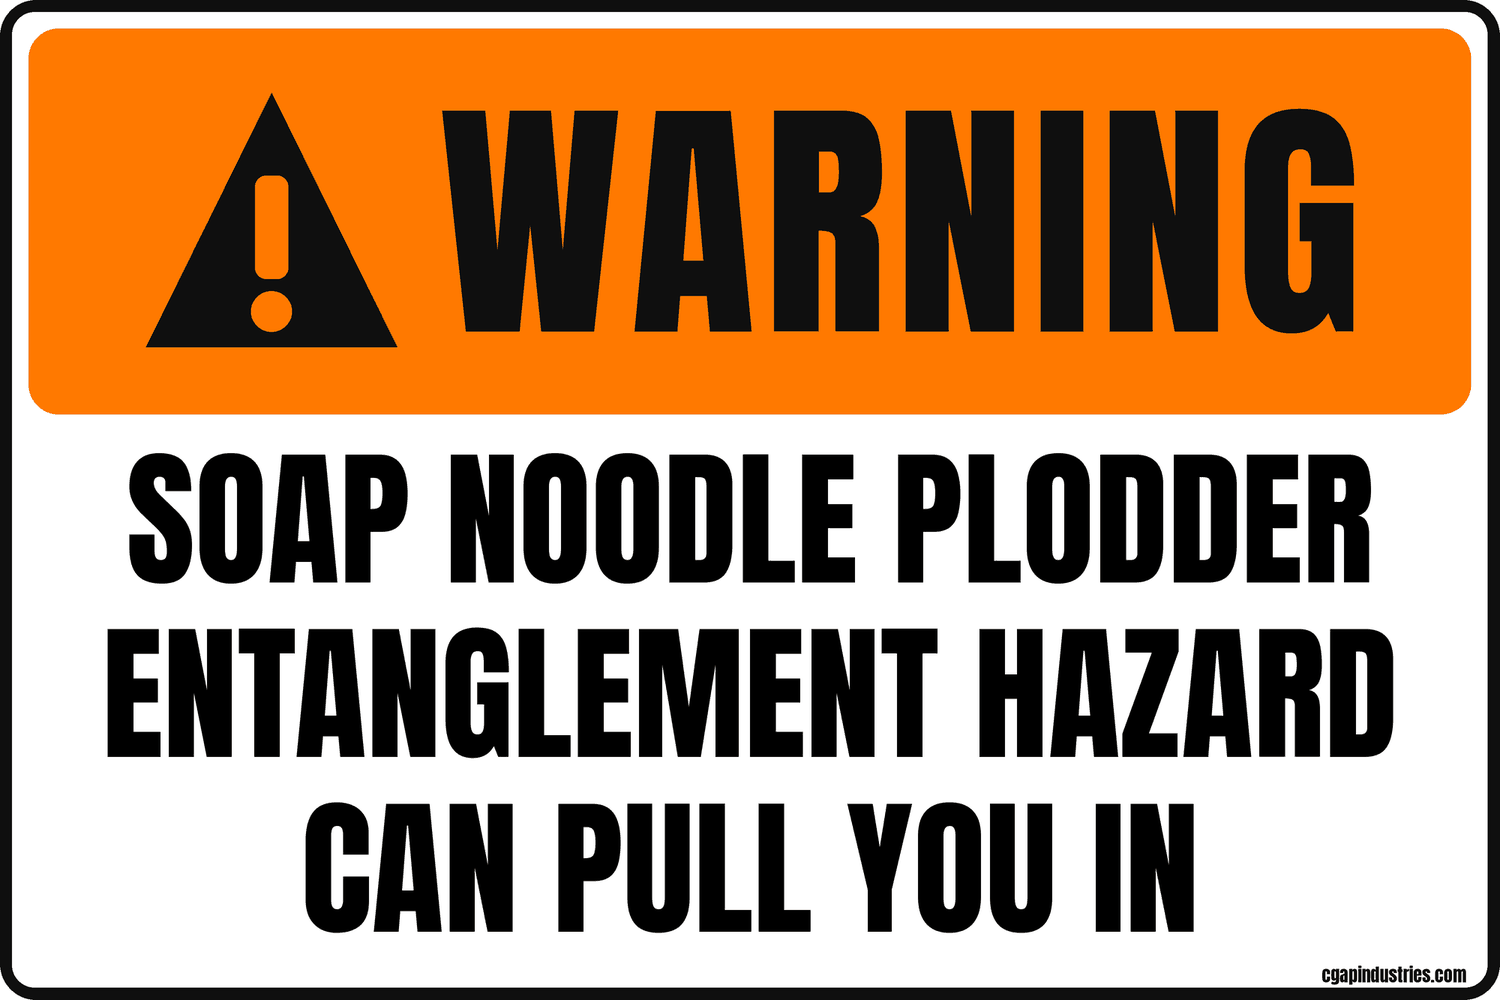 WARNING
SOAP NOODLE PLODDER
ENTANGLEMENT HAZARD
CAN PULL YOU IN
cgapindustries.com